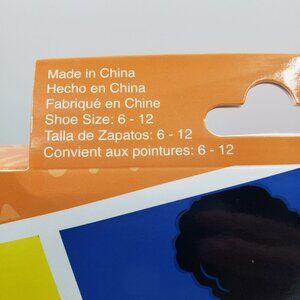 Made in China
Hecho en China
Fabriqué en Chine
Shoe Size: 6 - 12
Talla de Zapatos: 6 - 12
Convient aux pointures: 6 - 12